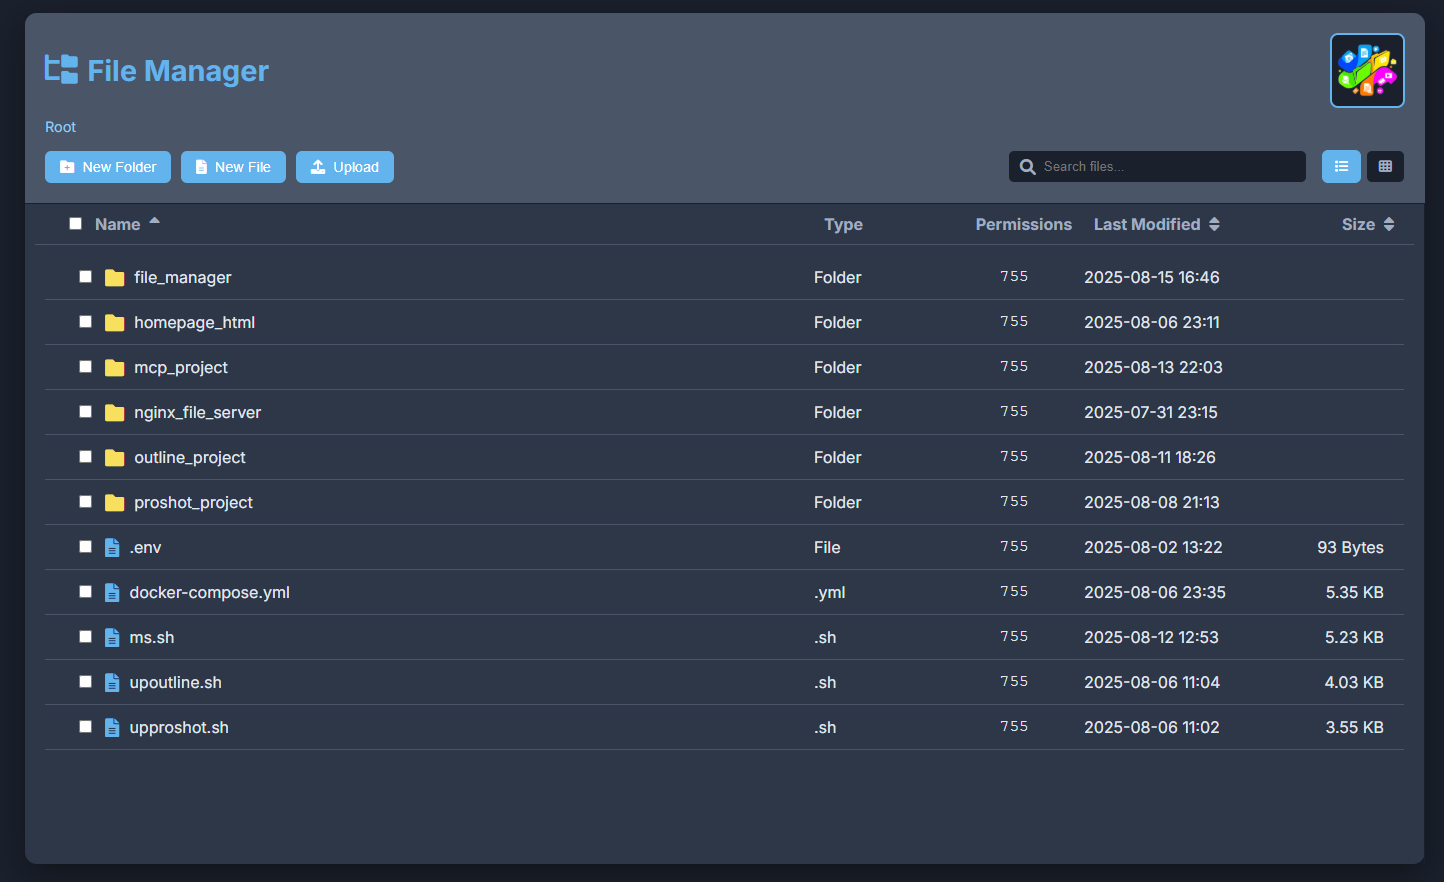 File Manager
Root
New Folder New File Upload Search files...
Name Type Permissions Last Modified Size
file_manager Folder 755 2025-08-15 16:46
homepage_html Folder 755 2025-08-06 23:11
mcp_project Folder 755 2025-08-13 22:03
nginx_file_server Folder 755 2025-07-31 23:15
outline_project Folder 755 2025-08-11 18:26
proshot_project Folder 755 2025-08-08 21:13
.env File 755 2025-08-02 13:22 93 Bytes
docker-compose.yml .yml 755 2025-08-06 23:35 5.35 KB
ms.sh .sh 755 2025-08-12 12:53 5.23 KB
upoutline.sh .sh 755 2025-08-06 11:04 4.03 KB
upproshot.sh .sh 755 2025-08-06 11:02 3.55 KB